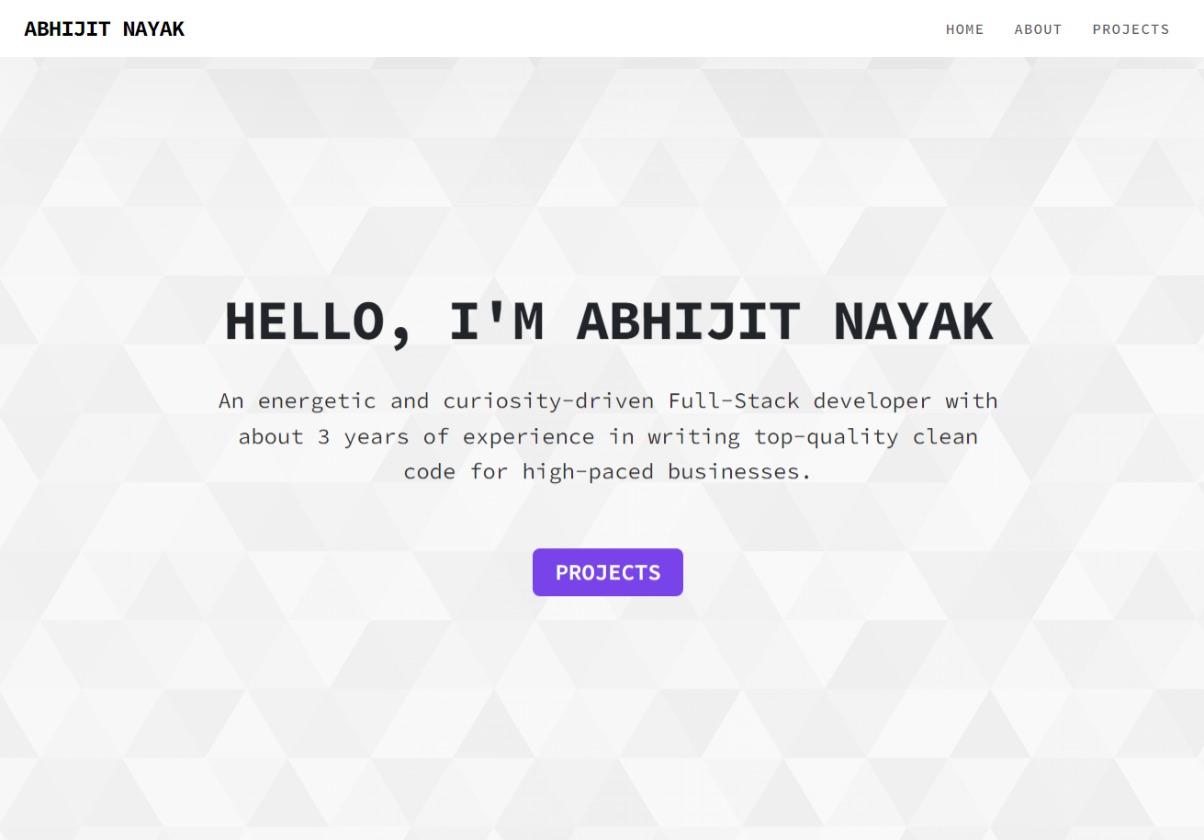 ABHIJIT NAYAK
HOME ABOUT PROJECTS
HELLO, I'M ABHIJIT NAYAK
An energetic and curiosity-driven Full-Stack developer with
about 3 years of experience in writing top-quality clean
code for high-paced businesses.
PROJECTS